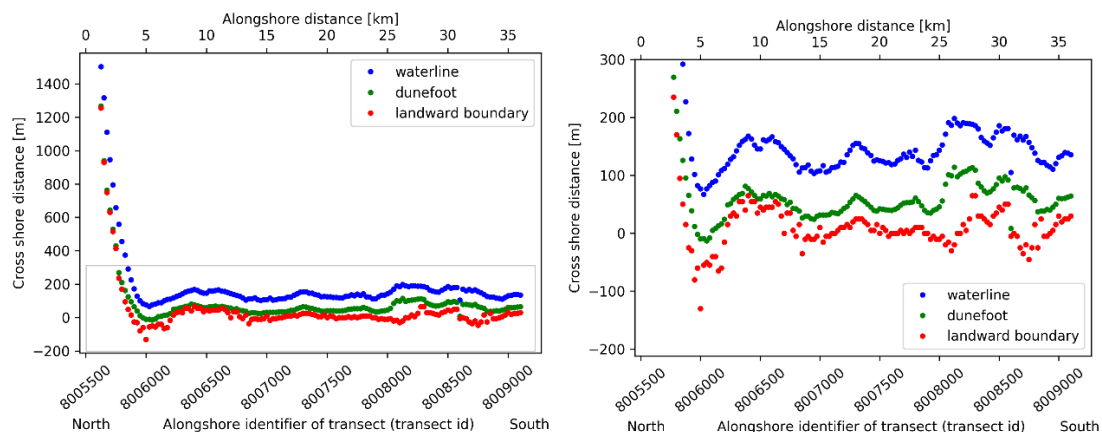 Alongshore distance [km]
0 5 10 15 20 25 30 35
1400
1200
1000
800
600
400
200
0
−200
Cross shore distance [m]
waterline
dunefoot
landward boundary
8005500 8006000 8006500 8007000 8007500 8008000 8008500 8009000
North Alongshore identifier of transect (transect id) South
Alongshore distance [km]
0 5 10 15 20 25 30 35
300
200
100
0
−100
−200
Cross shore distance [m]
waterline
dunefoot
landward boundary
8005500 8006000 8006500 8007000 8007500 8008000 8008500 8009000
North Alongshore identifier of transect (transect id) South